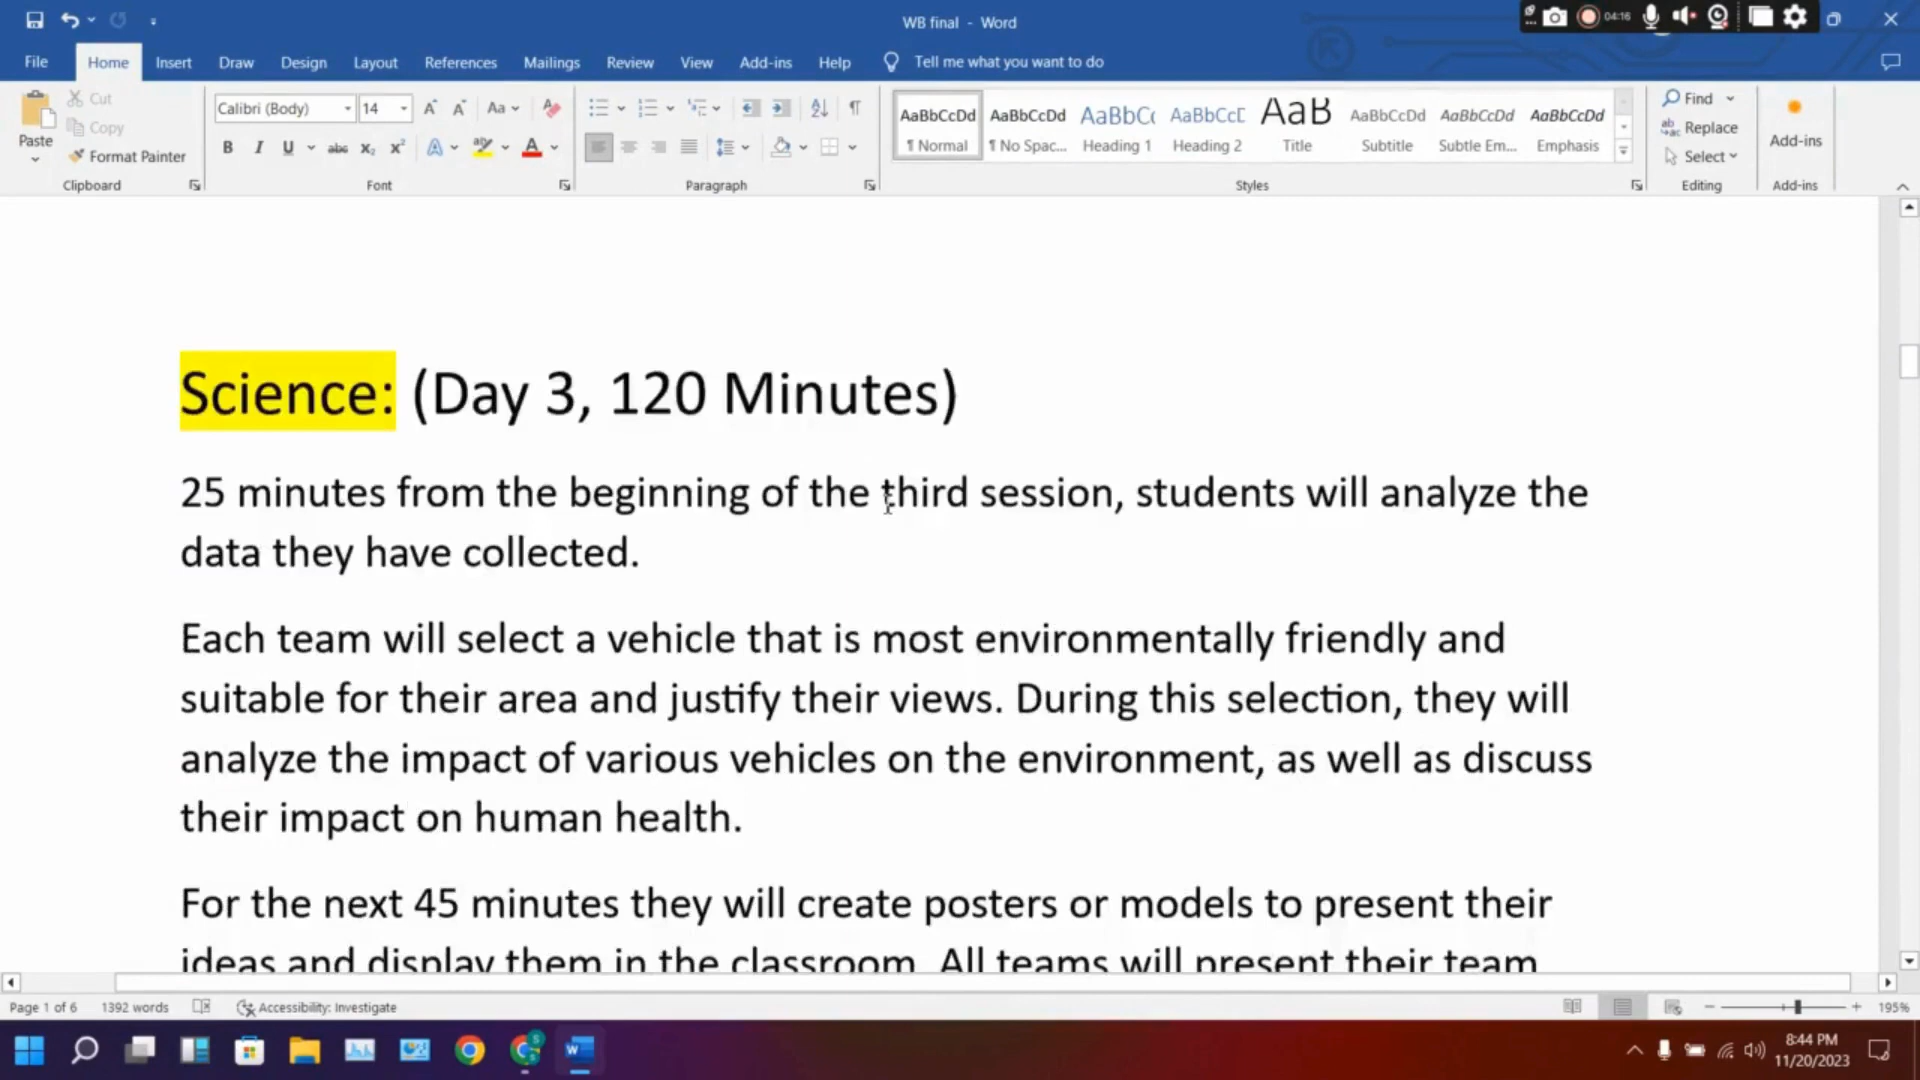 WB final - Word
04:16
File Home Insert Draw Design Layout References Mailings Review View Add-ins Help Tell me what you want to do
Paste
Cut
Copy
Format Painter
Clipboard
Calibri (Body) 14
Font
Paragraph
AaBbCcDd AaBbCcDd AaBbC AaBbCcD AaB AaBbCcDd AaBbCcDd AaBbCcDd
¶ Normal ¶ No Spac... Heading 1 Heading 2 Title Subtitle Subtle Em... Emphasis
Styles
Find
Replace
Select
Editing
Add-ins
Add-ins
Science: (Day 3, 120 Minutes)
25 minutes from the beginning of the third session, students will analyze the
data they have collected.
Each team will select a vehicle that is most environmentally friendly and
suitable for their area and justify their views. During this selection, they will
analyze the impact of various vehicles on the environment, as well as discuss
their impact on human health.
For the next 45 minutes they will create posters or models to present their
ideas and display them in the classroom. All teams will present their team
Page 1 of 6 1392 words Accessibility: Investigate 195%
8:44 PM
11/20/2023